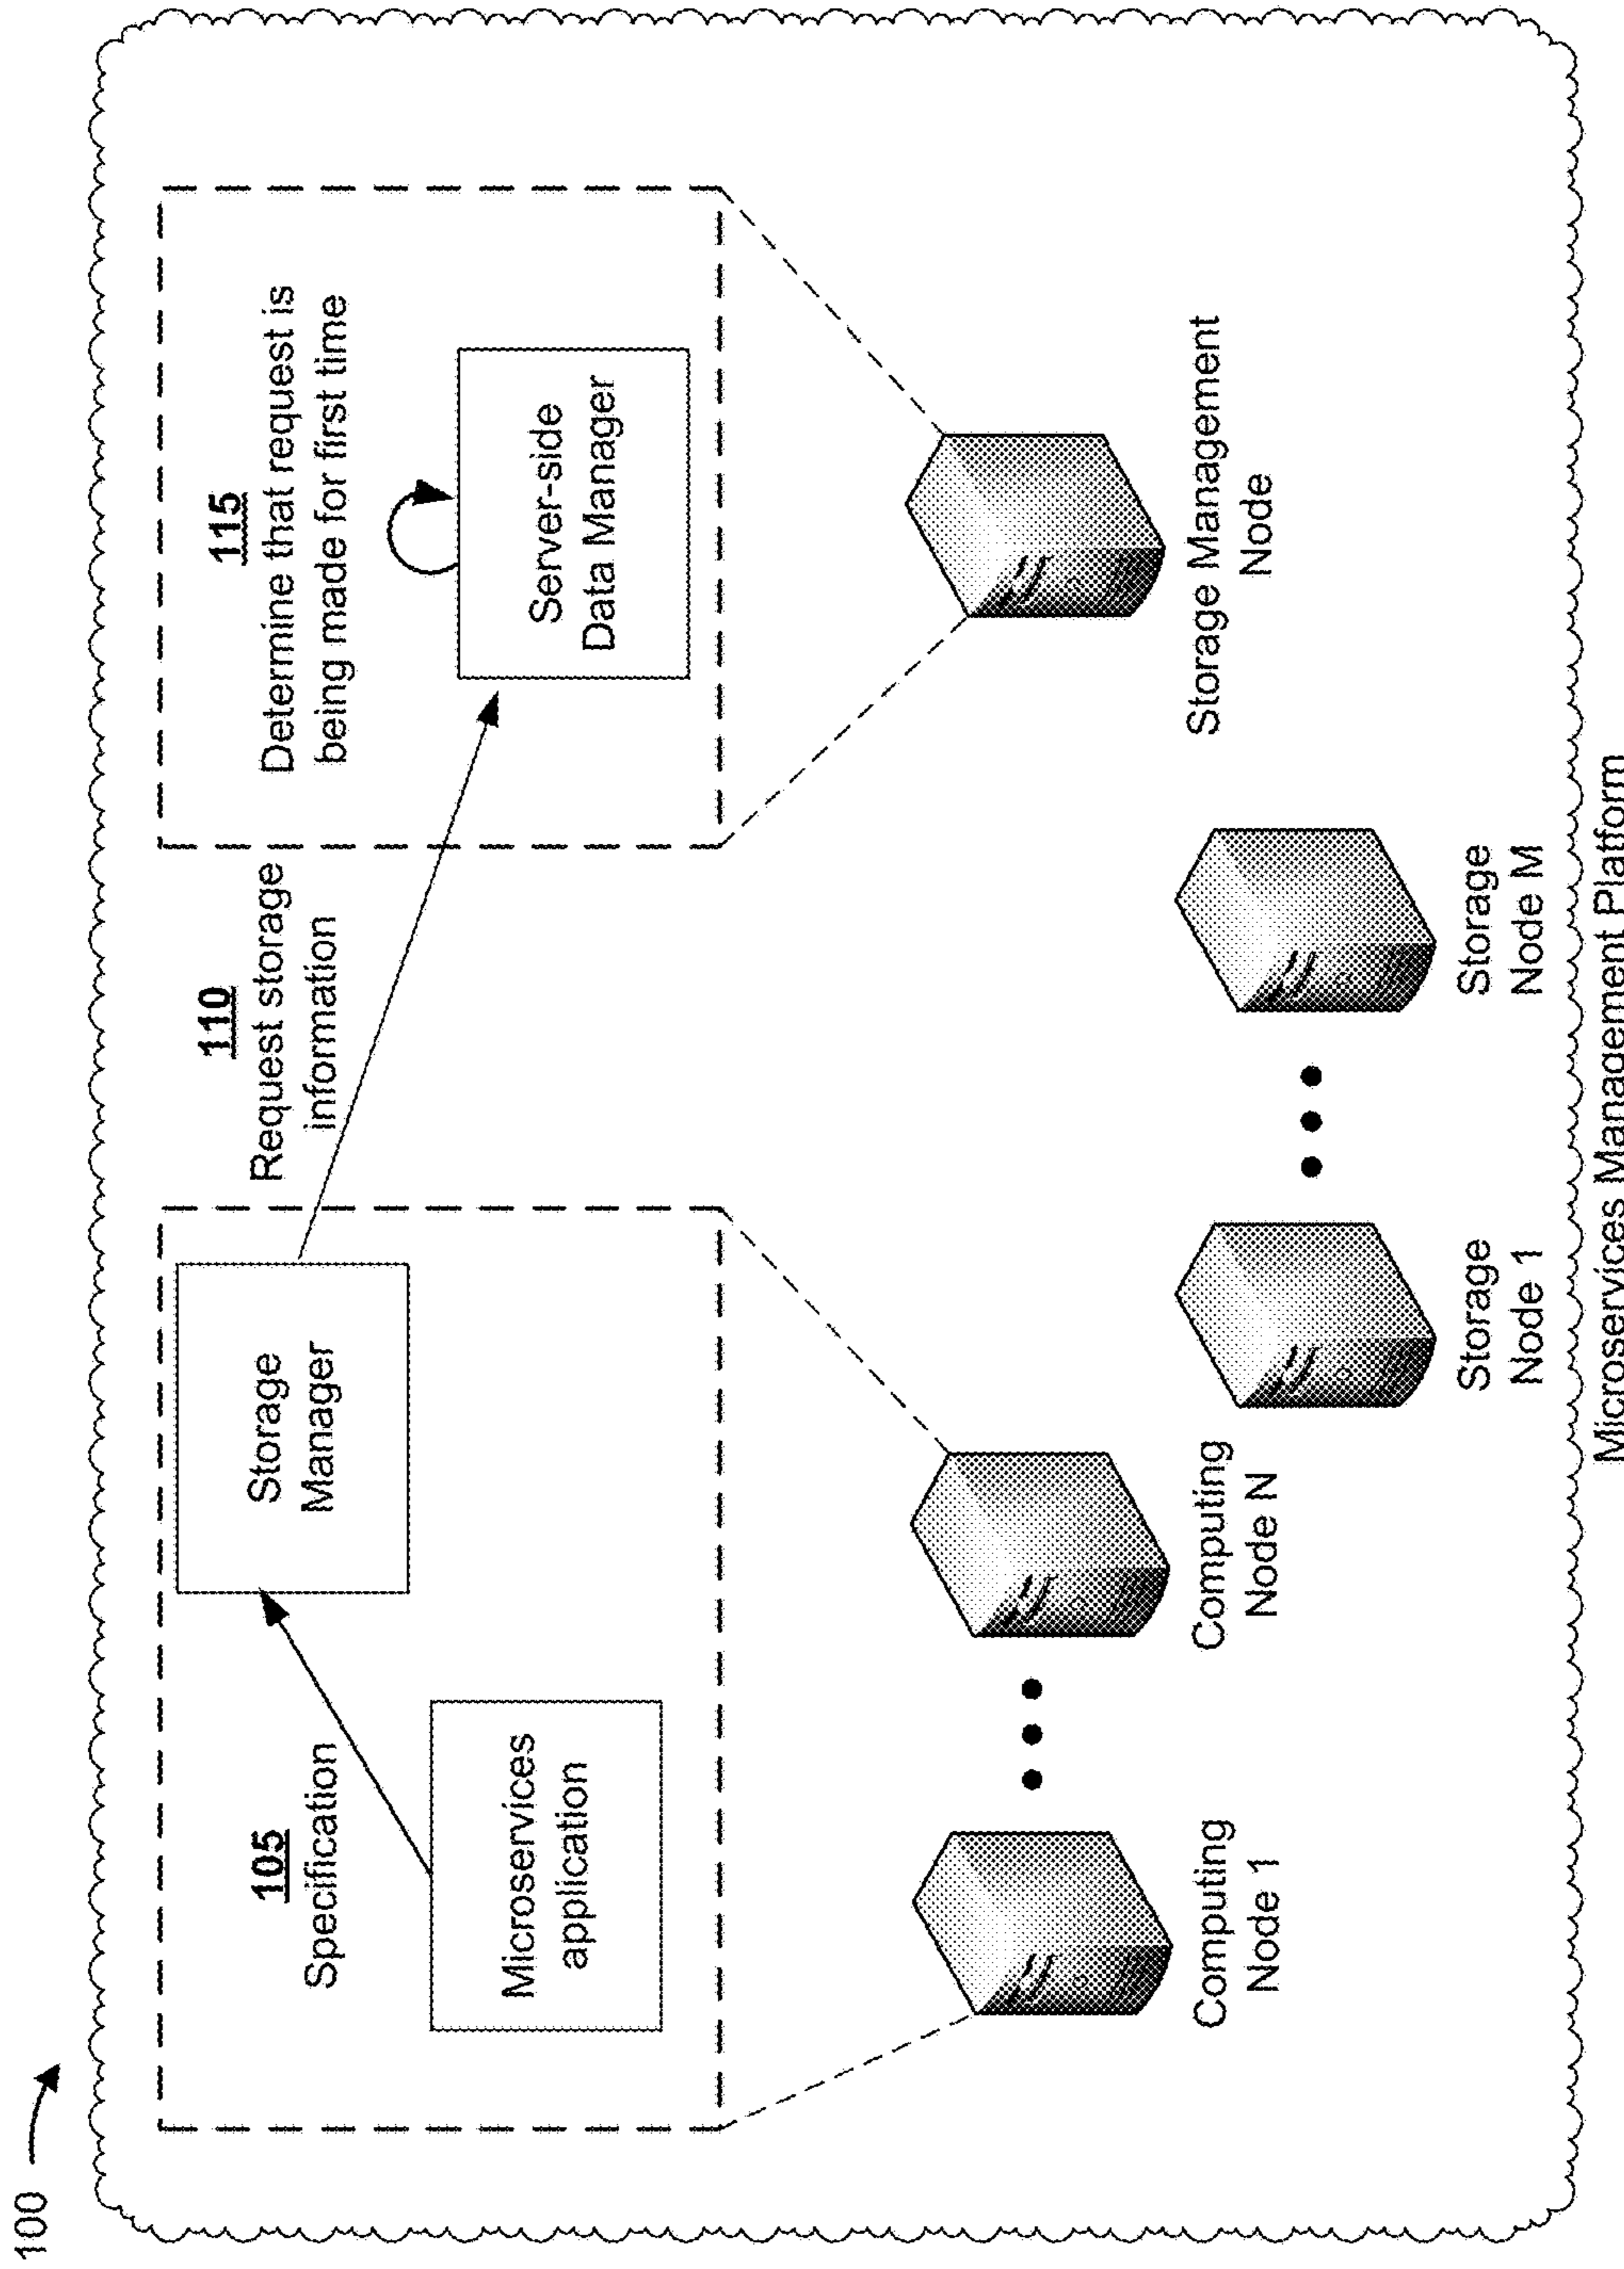 100
105
Specification
Microservices
application
Storage
Manager
110
Request storage
information
115
Determine that request is
being made for first time
Server-side
Data Manager
Computing
Node 1
Computing
Node N
Storage
Node 1
Storage
Node M
Storage Management
Node
Microservices Management Platform